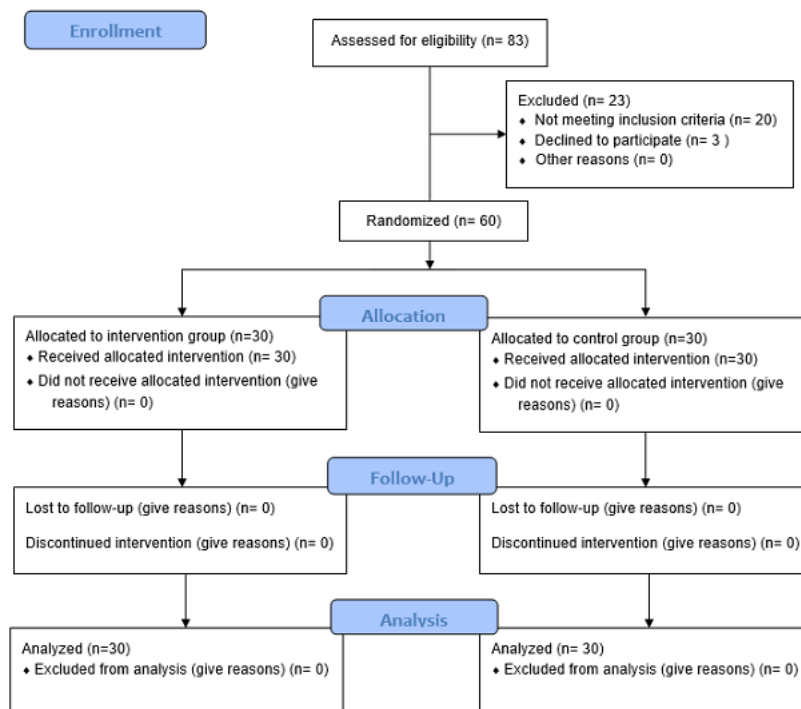 Enrollment
Assessed for eligibility (n= 83)
Excluded (n= 23)
♦ Not meeting inclusion criteria (n= 20)
♦ Declined to participate (n= 3 )
♦ Other reasons (n= 0)
Randomized (n= 60)
Allocation
Allocated to intervention group (n=30)
♦ Received allocated intervention (n= 30)
♦ Did not receive allocated intervention (give
reasons) (n= 0)
Allocated to control group (n=30)
♦ Received allocated intervention (n=30)
♦ Did not receive allocated intervention (give
reasons) (n= 0)
Follow-Up
Lost to follow-up (give reasons) (n= 0)
Discontinued intervention (give reasons) (n= 0)
Lost to follow-up (give reasons) (n= 0)
Discontinued intervention (give reasons) (n= 0)
Analysis
Analyzed (n=30)
♦ Excluded from analysis (give reasons) (n= 0)
Analyzed (n= 30)
♦ Excluded from analysis (give reasons) (n= 0)